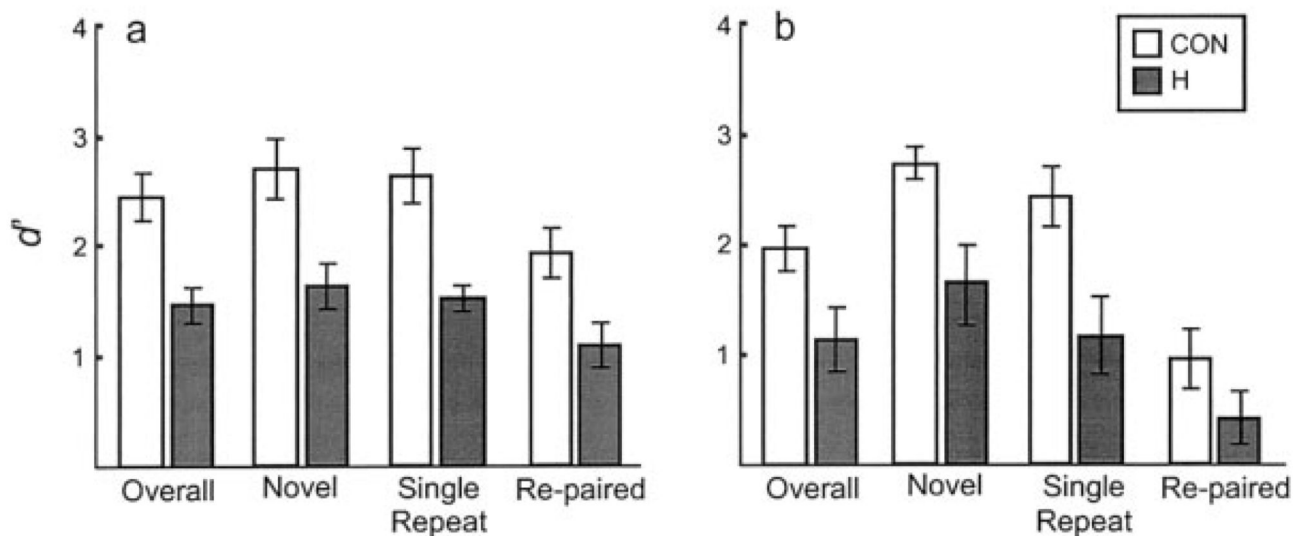 a
b
CON
H
4
3
2
1
d'
Overall
Novel
Single
Repeat
Re-paired
4
3
2
1
Overall
Novel
Single
Repeat
Re-paired